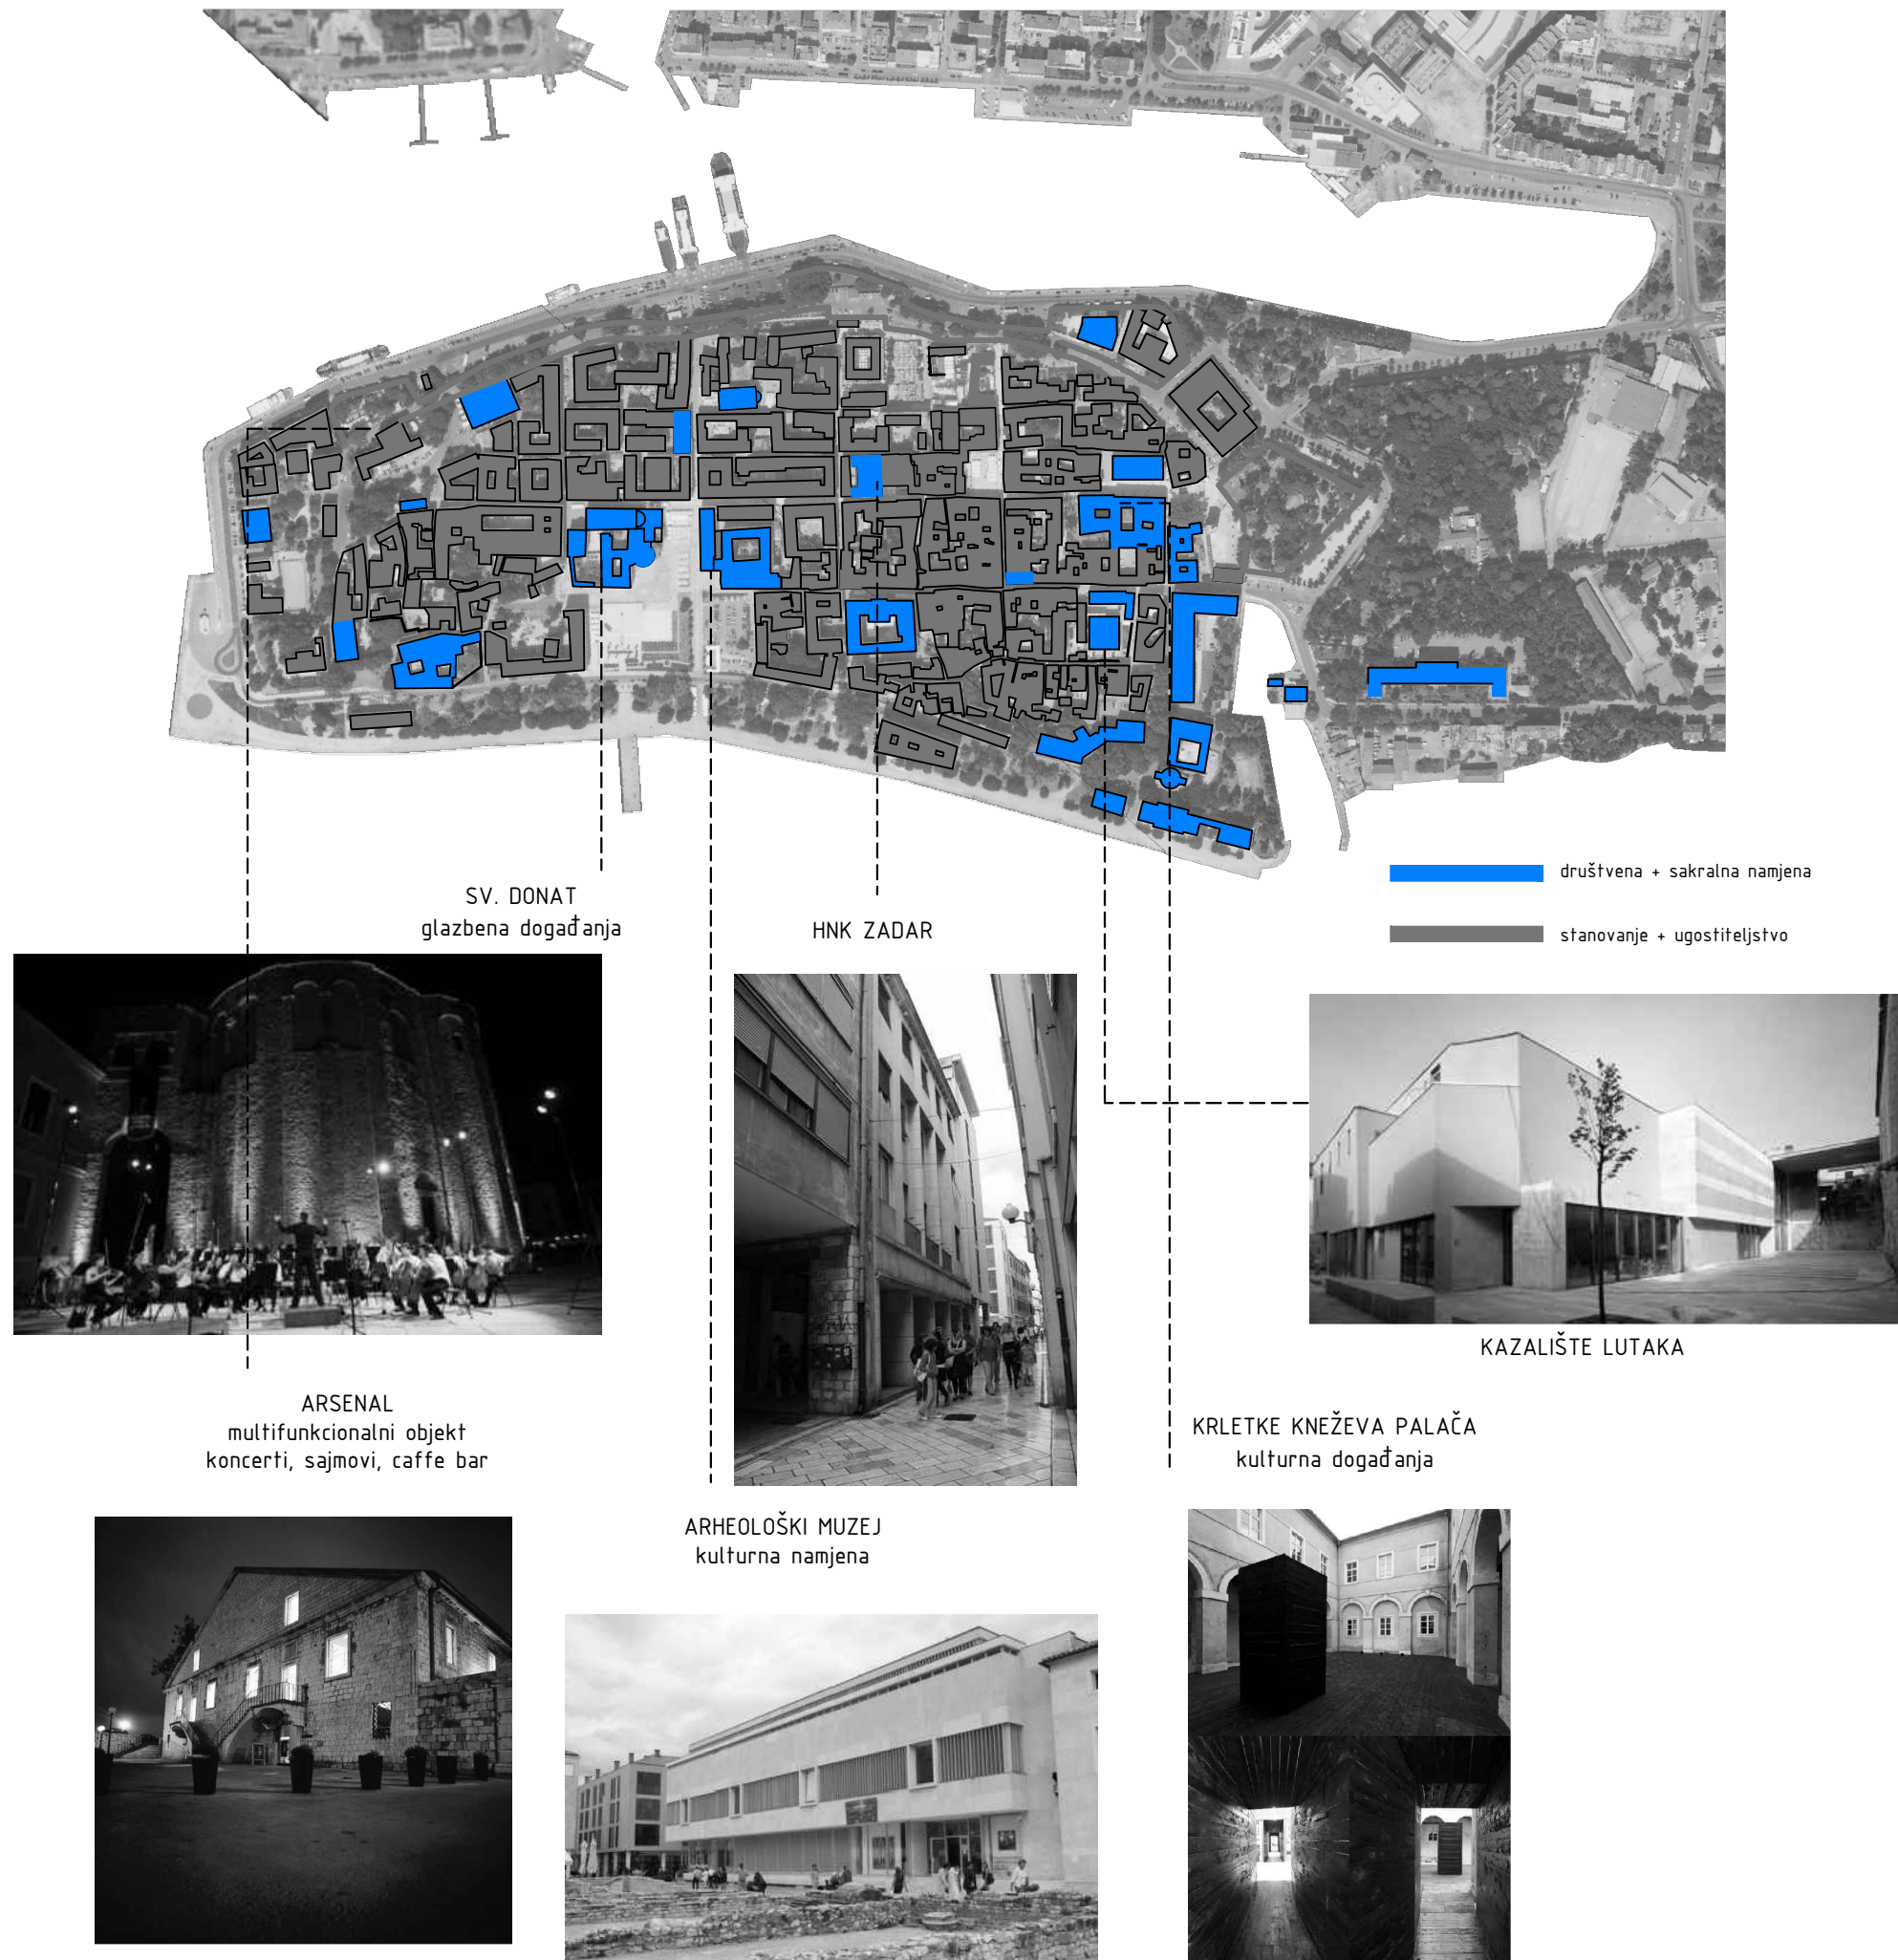 društvena + sakralna namjena
stanovanje + ugostiteljstvo
SV. DONAT
glazbena događanja
HNK ZADAR
KAZALIŠTE LUTAKA
ARSENAL
multifunkcionalni objekt
koncerti, sajmovi, caffe bar
KRLETKE KNEŽEVA PALAČA
kulturna događanja
ARHEOLOŠKI MUZEJ
kulturna namjena